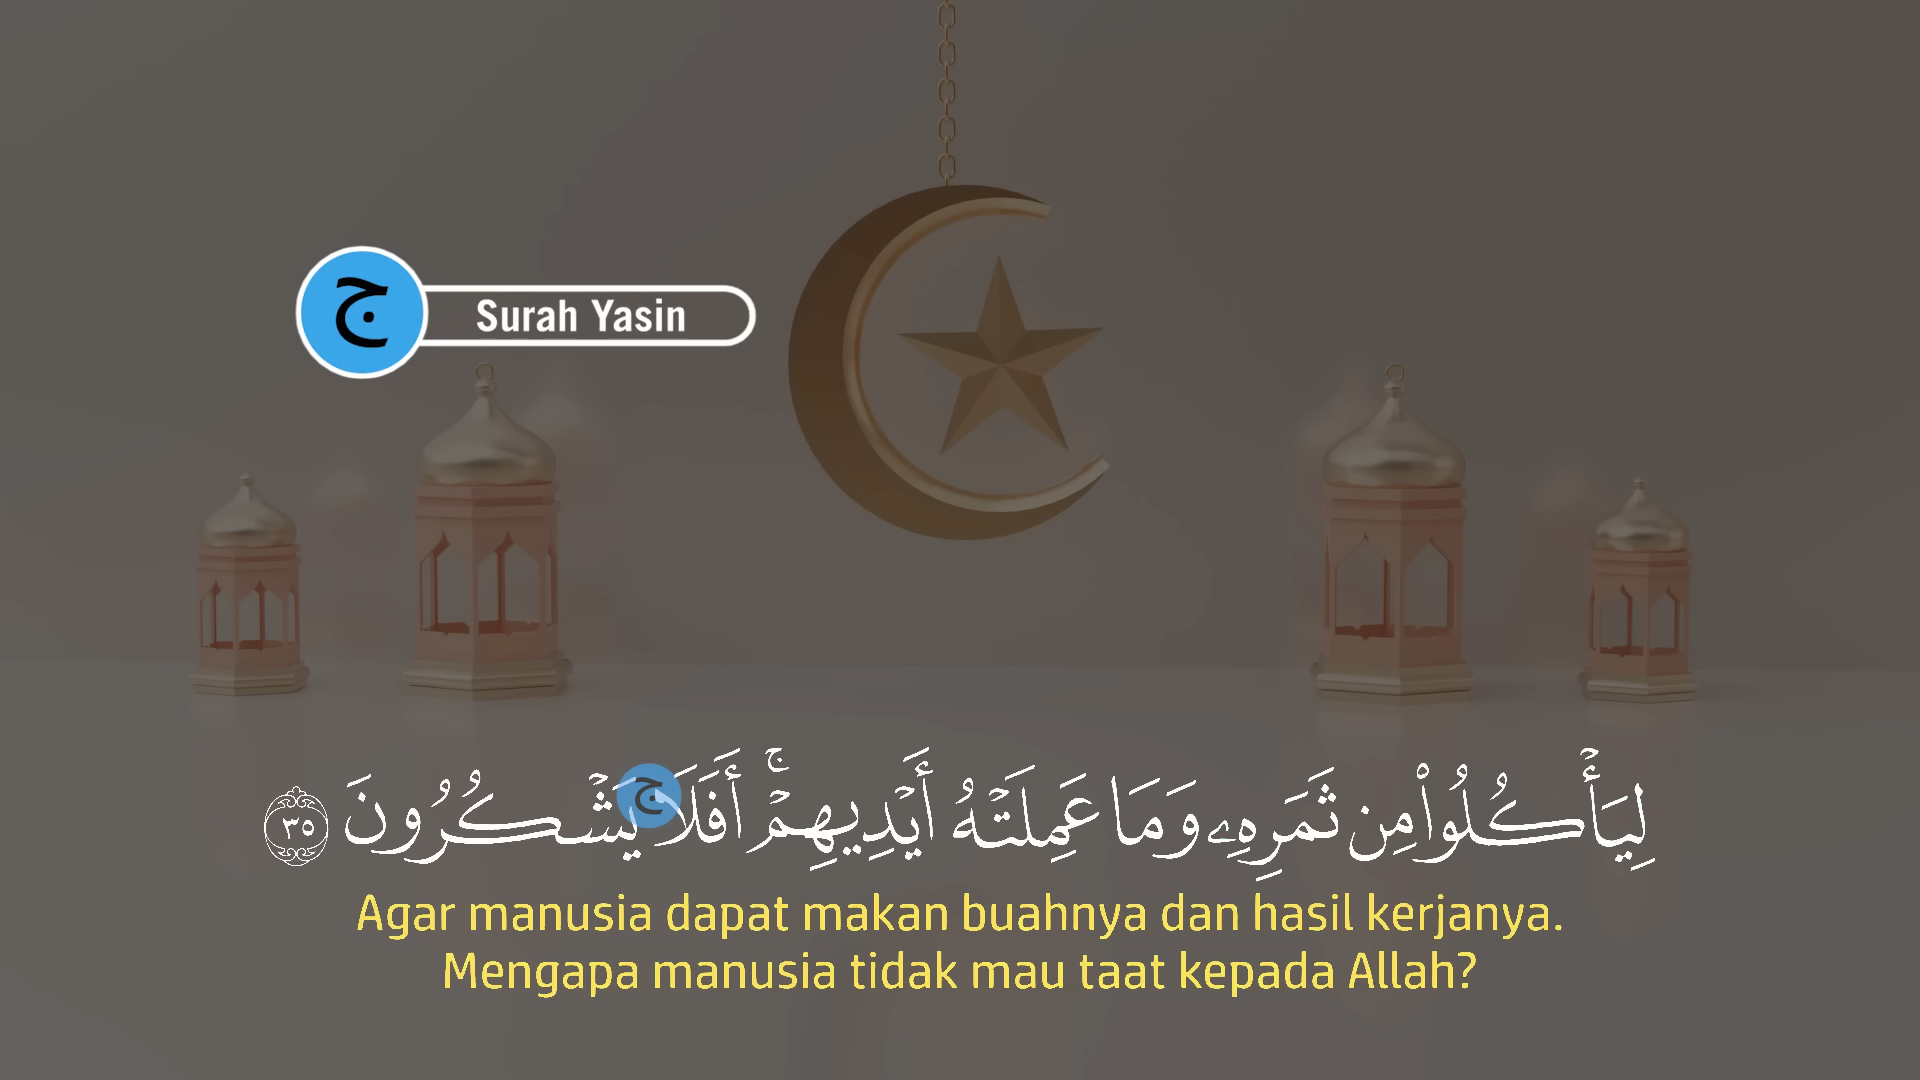 ج
Surah Yasin
لِيَأۡكُلُواْ مِن ثَمَرِهِۦ وَمَا عَمِلَتۡهُ أَيۡدِيهِمۡۚ أَفَلَا يَشۡكُرُونَ ٣٥
ج
Agar manusia dapat makan buahnya dan hasil kerjanya.
Mengapa manusia tidak mau taat kepada Allah?